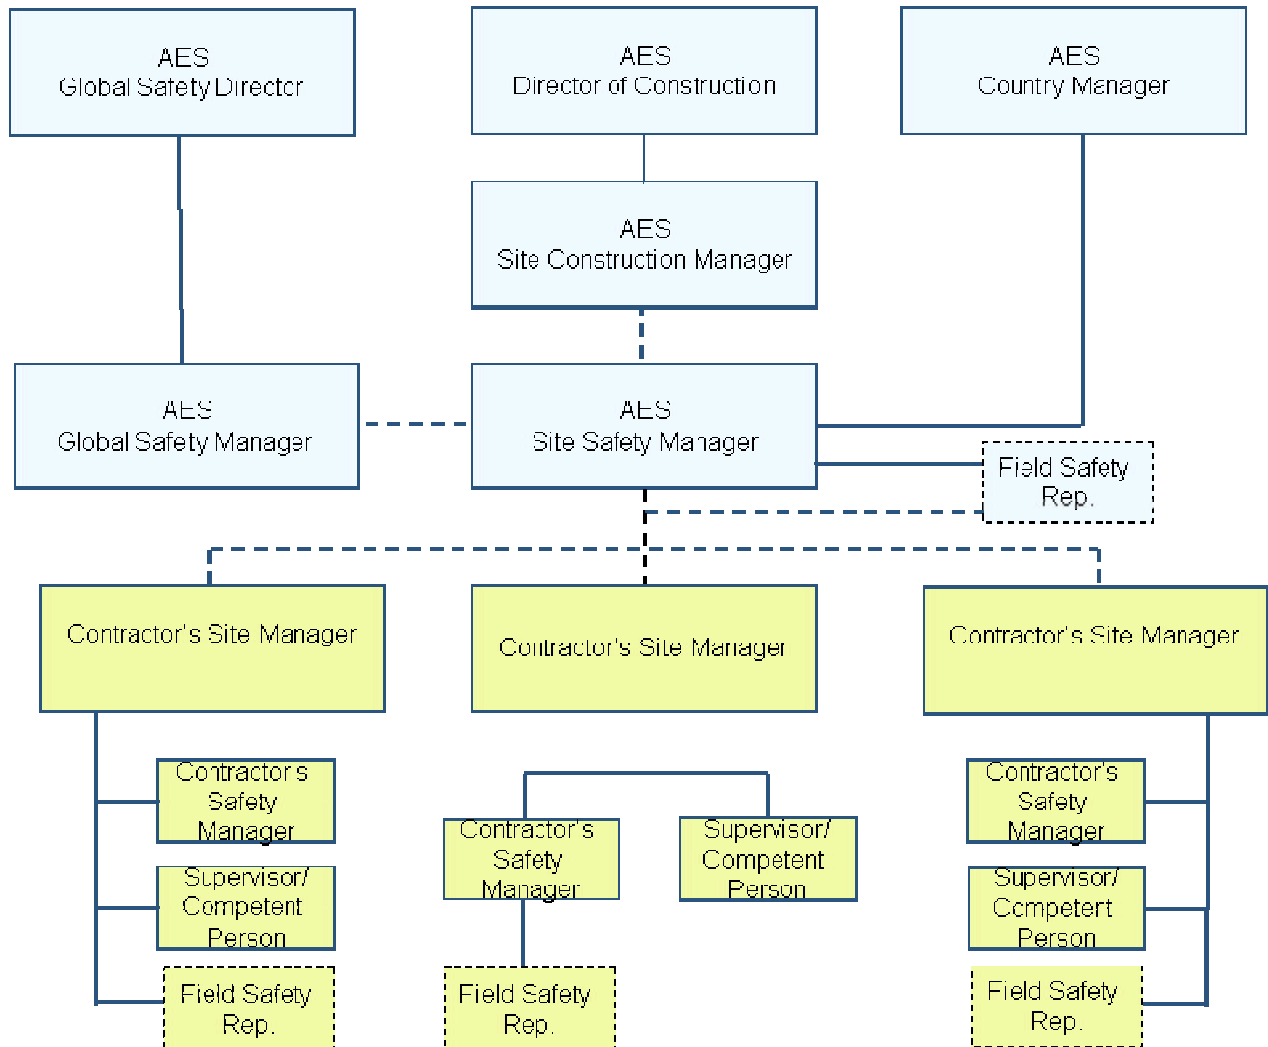 AES
Global Safety Director
AES
Director of Construction
AES
Country Manager
AES
Site Construction Manager
AES
Global Safety Manager
AES
Site Safety Manager
Field Safety
Rep.
Contractor's Site Manager
Contractor's Site Manager
Contractor's Site Manager
Contractor's
Safety
Manager
Supervisor/
Competent
Person
Field Safety
Rep.
Contractor's
Safety
Manager
Supervisor/
Competent
Person
Field Safety
Rep.
Contractor's
Safety
Manager
Supervisor/
Competent
Person
Field Safety
Rep.